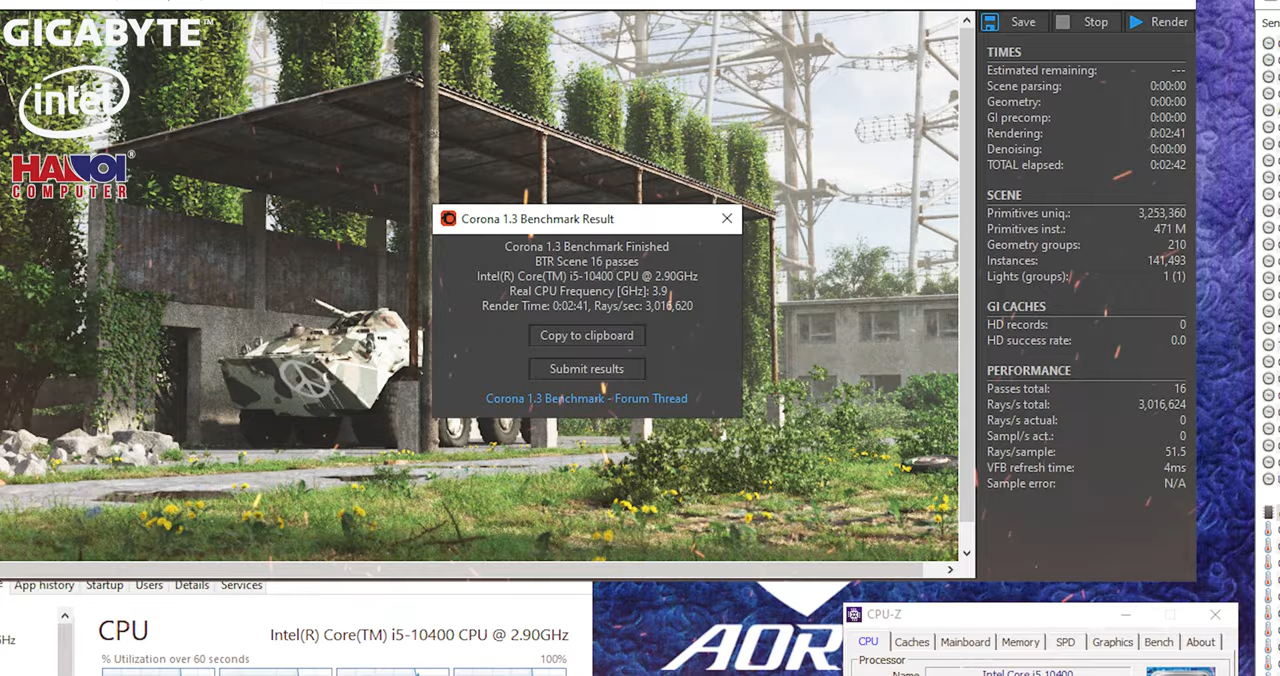 GIGABYTE™
intel
HANOI®
COMPUTER
Save
Stop
Render
TIMES
Estimated remaining: ---
Scene parsing: 0:00:00
Geometry: 0:00:00
GI precomp: 0:00:00
Rendering: 0:02:41
Denoising: 0:00:00
TOTAL elapsed: 0:02:42
SCENE
Primitives uniq.: 3,253,360
Primitives inst.: 471 M
Geometry groups: 210
Instances: 141,493
Lights (groups): 1 (1)
GI CACHES
HD records: 0
HD success rate: 0.0
PERFORMANCE
Passes total: 16
Rays/s total: 3,016,624
Rays/s actual: 0
Sampl/s act.: 0
Rays/sample: 51.5
VFB refresh time: 4ms
Sample error: N/A
Corona 1.3 Benchmark Result
Corona 1.3 Benchmark Finished
BTR Scene 16 passes
Intel(R) Core(TM) i5-10400 CPU @ 2.90GHz
Real CPU Frequency [GHz]: 3.9
Render Time: 0:02:41, Rays/sec: 3,016,620
Copy to clipboard
Submit results
Corona 1.3 Benchmark - Forum Thread
App history Startup Users Details Services
CPU Intel(R) Core(TM) i5-10400 CPU @ 2.90GHz
% Utilization over 60 seconds 100%
AOR
CPU-Z
CPU Caches Mainboard Memory SPD Graphics Bench About
Processor
Name Intel Core i5 10400